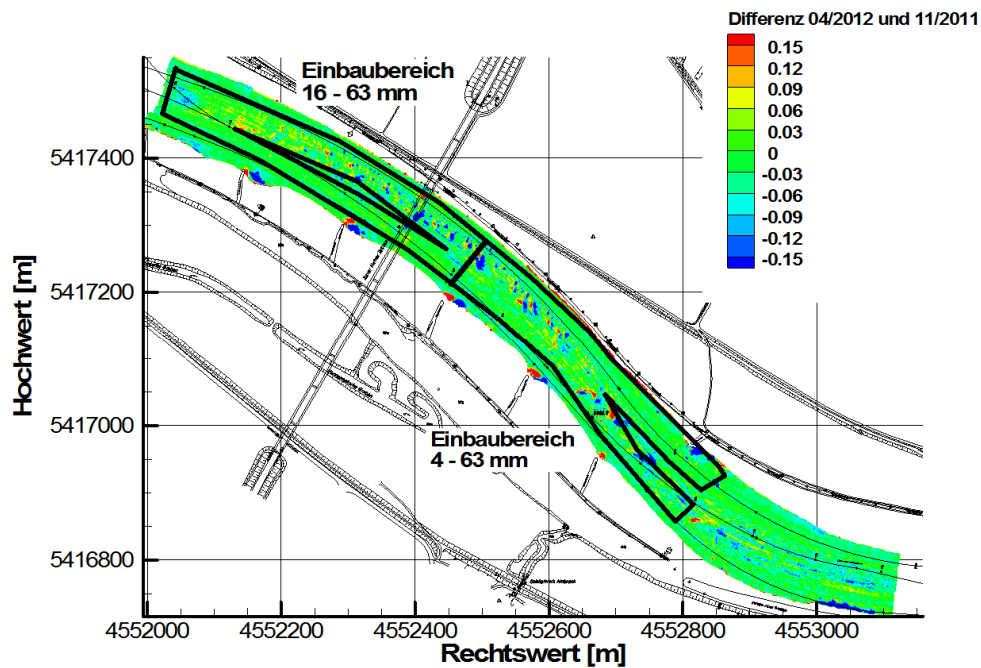 Differenz 04/2012 und 11/2011
0.15
0.12
0.09
0.06
0.03
0
-0.03
-0.06
-0.09
-0.12
-0.15
Einbaubereich
16 - 63 mm
Einbaubereich
4 - 63 mm
Hochwert [m]
5417400
5417200
5417000
5416800
4552000 4552200 4552400 4552600 4552800 4553000
Rechtswert [m]